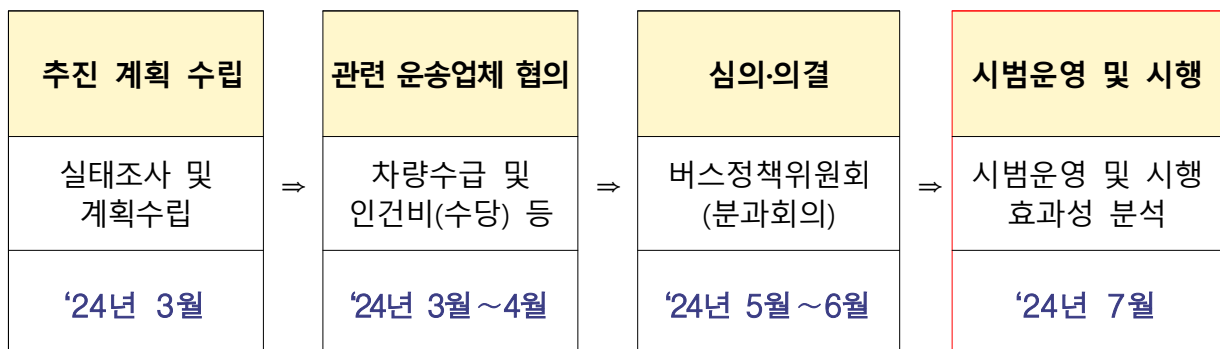 추진 계획 수립
실태조사 및
계획수립
‘24년 3월
⇒
관련 운송업체 협의
차량수급 및
인건비(수당) 등
‘24년 3월～4월
⇒
심의·의결
버스정책위원회
(분과회의)
‘24년 5월～6월
⇒
시범운영 및 시행
시범운영 및 시행
효과성 분석
‘24년 7월